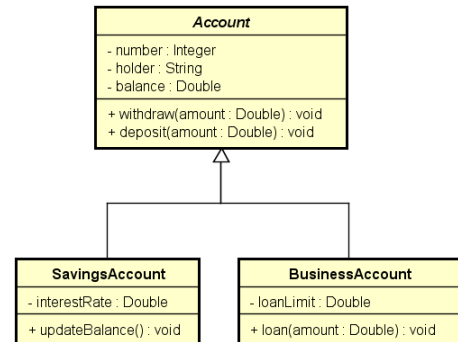 Account
- number : Integer
- holder : String
- balance : Double
+ withdraw(amount : Double) : void
+ deposit(amount : Double) : void
SavingsAccount
- interestRate : Double
+ updateBalance() : void
BusinessAccount
- loanLimit : Double
+ loan(amount : Double) : void